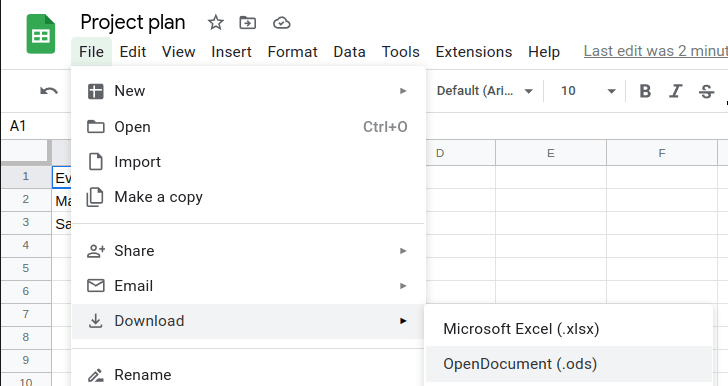 Project plan
File Edit View Insert Format Data Tools Extensions Help Last edit was 2
Default (Ari... 10 B I S
A1
D E F
New
Open Ctrl+O
Import
Make a copy
Share
Email
Download
Rename
Microsoft Excel (.xlsx)
OpenDocument (.ods)
1 Ev
2 Ma
3 Sa
4
5
6
7
8
9
10